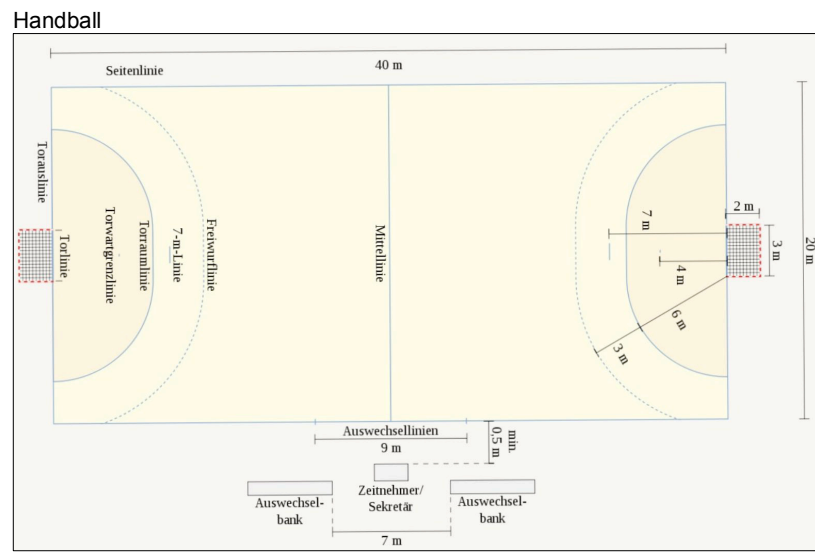 Handball
40 m
Seitenlinie
Torauslinie
Torlinie
Torwartgrenzlinie
Torraumlinie
7-m-Linie
Freiwurflinie
Mittellinie
7 m
4 m
6 m
3 m
2 m
3 m
20 m
Auswechsellinien
9 m
min.
0,5 m
Zeitnehmer/
Sekretär
Auswechsel-
bank
Auswechsel-
bank
7 m